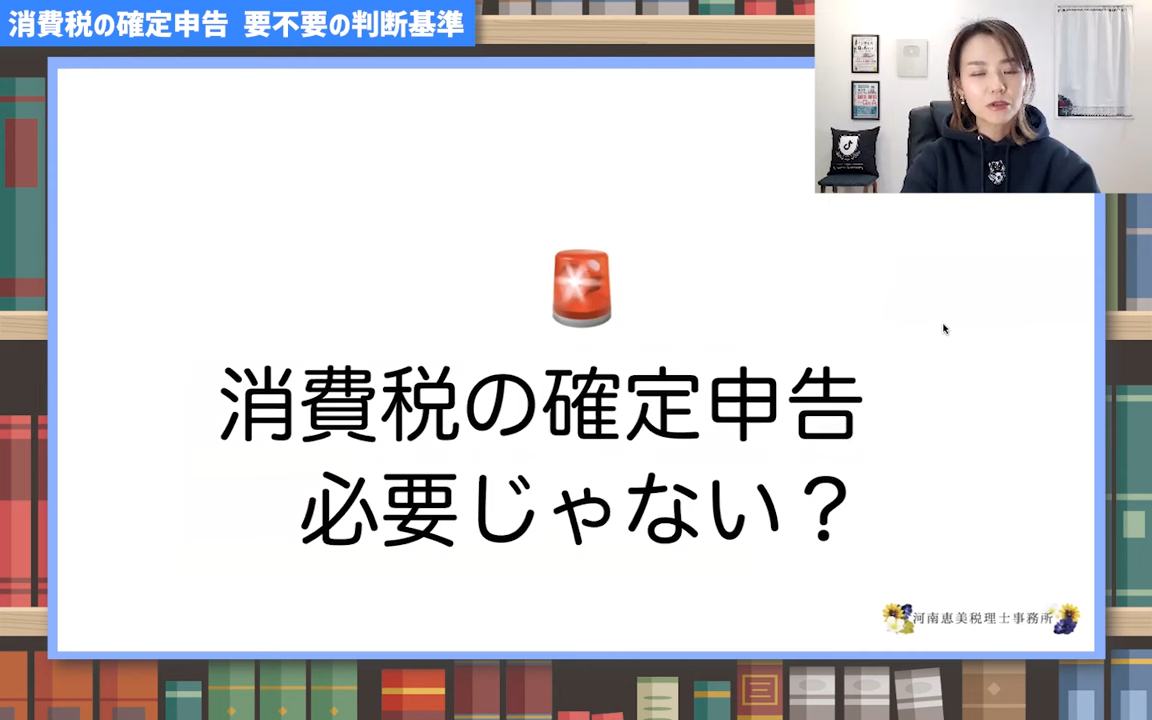 消費税の確定申告 要不要の判断基準
消費税の確定申告
必要じゃない？
河南恵美税理士事務所